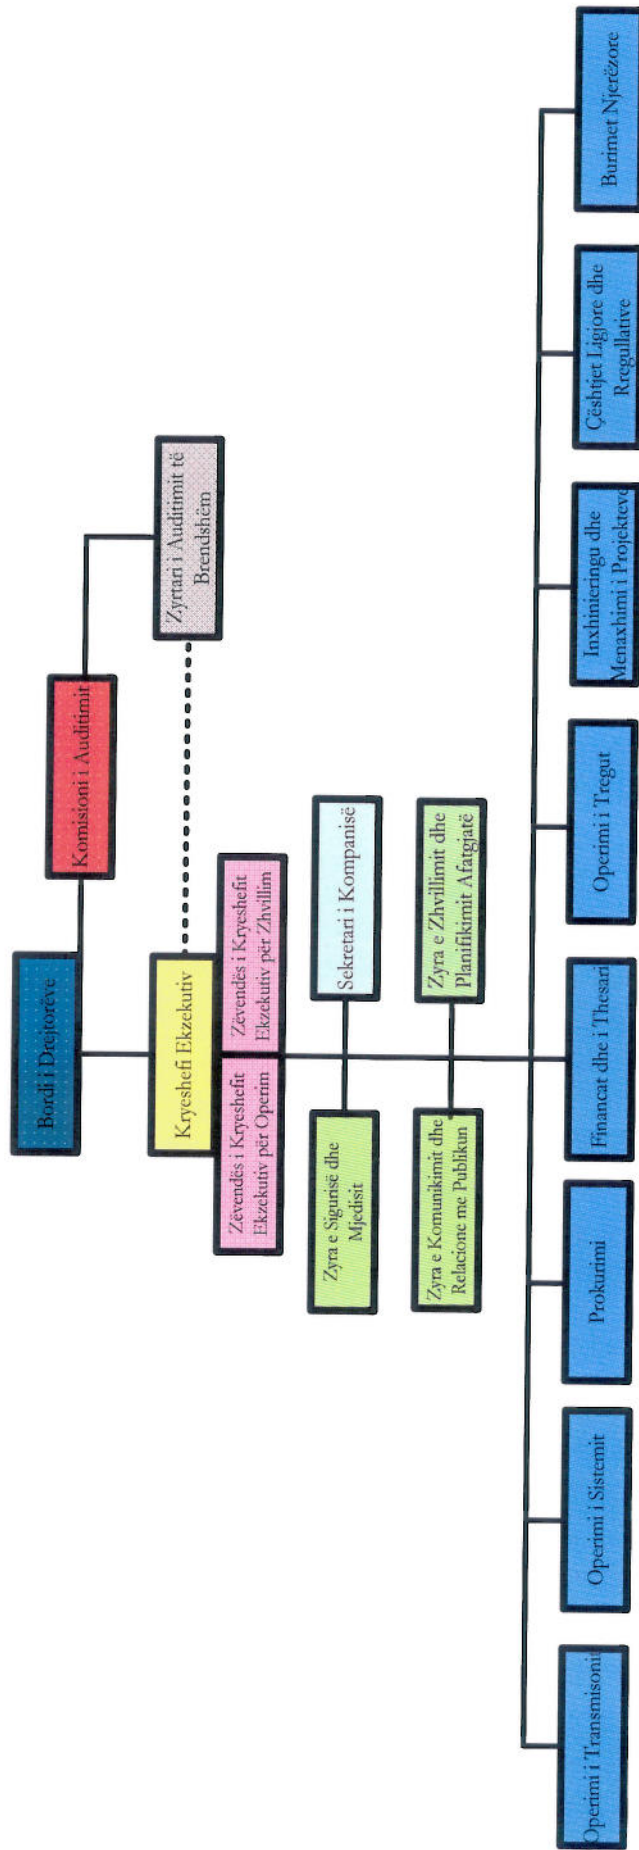 Bordi i Drejtorëve
Komisioni i Auditimit
Kryeshefi Ekzekutiv
Zyrtari i Auditimit të
Brendshëm
Zëvendës i Kryeshefit
Ekzekutiv për Operim
Zëvendës i Kryeshefit
Ekzekutiv për Zhvillim
Zyra e Sigurisë dhe
Mjedisit
Sekretari i Kompanisë
Zyra e Komunikimit dhe
Relacione me Publikun
Zyra e Zhvillimit dhe
Planifikimit Afatgjatë
Operimi i Transmisonit
Operimi i Sistemit
Prokurimi
Financat dhe i Thesari
Operimi i Tregut
Inxhinieringu dhe
Menaxhimi i Projekteve
Çështjet Ligjore dhe
Rregullative
Burimet Njerëzore